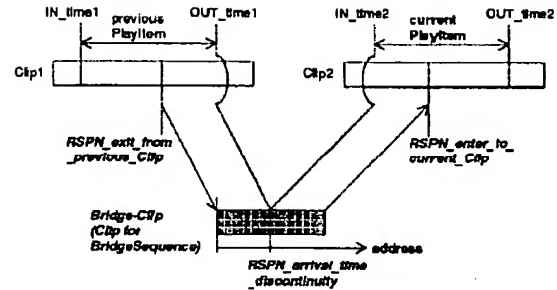 IN_time1
previous
PlayItem
OUT_time1
IN_time2
current
PlayItem
OUT_time2
Clip1
Clip2
RSPN_exit_from
_previous_Clip
RSPN_enter_to_
current_Clip
Bridge-Clip
(Clip for
BridgeSequence)
address
RSPN_arrival_time
_discontinuity